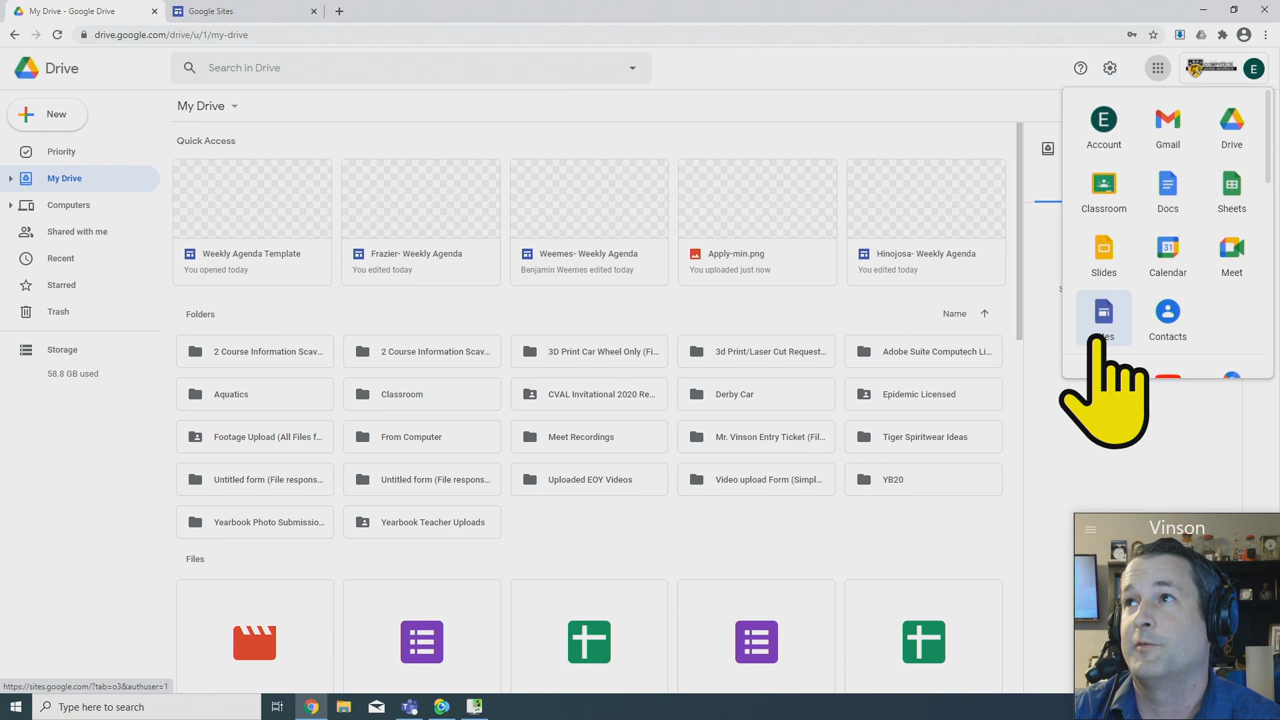 My Drive - Google Drive
Google Sites
drive.google.com/drive/u/1/my-drive
Drive
Search in Drive
E
New
My Drive
Priority
My Drive
Computers
Shared with me
Recent
Starred
Trash
Storage
58.8 GB used
Quick Access
Weekly Agenda Template
You opened today
Frazier- Weekly Agenda
You edited today
Weemes- Weekly Agenda
Benjamin Weemes edited today
Apply-min.png
You uploaded just now
Hinojosa- Weekly Agenda
You edited today
Folders
Name
2 Course Information Scav...
2 Course Information Scav...
3D Print Car Wheel Only (Fi...
3d Print/Laser Cut Request...
Adobe Suite Computech Li...
Aquatics
Classroom
CVAL Invitational 2020 Re...
Derby Car
Epidemic Licensed
Footage Upload (All Files f...
From Computer
Meet Recordings
Mr. Vinson Entry Ticket (Fil...
Tiger Spiritwear Ideas
Untitled form (File respons...
Untitled form (File respons...
Uploaded EOY Videos
Video upload Form (Simpl...
YB20
Yearbook Photo Submissio...
Yearbook Teacher Uploads
Files
E
Account
Gmail
Drive
Classroom
Docs
Sheets
Slides
31
Calendar
Meet
Contacts
Vinson
https://sites.google.com/?tab=o3&authuser=1
Type here to search